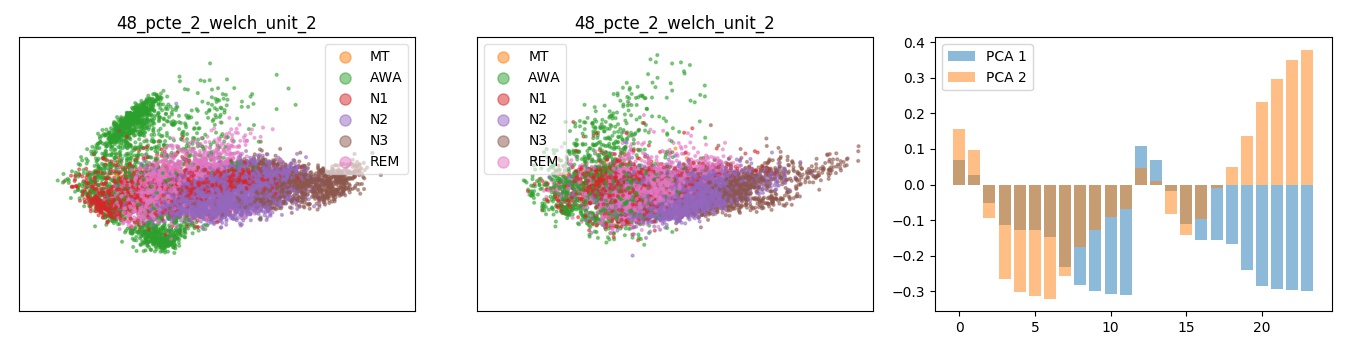 48_pcte_2_welch_unit_2
MT
AWA
N1
N2
N3
REM
48_pcte_2_welch_unit_2
MT
AWA
N1
N2
N3
REM
PCA 1
PCA 2
0.4
0.3
0.2
0.1
0.0
−0.1
−0.2
−0.3
0 5 10 15 20